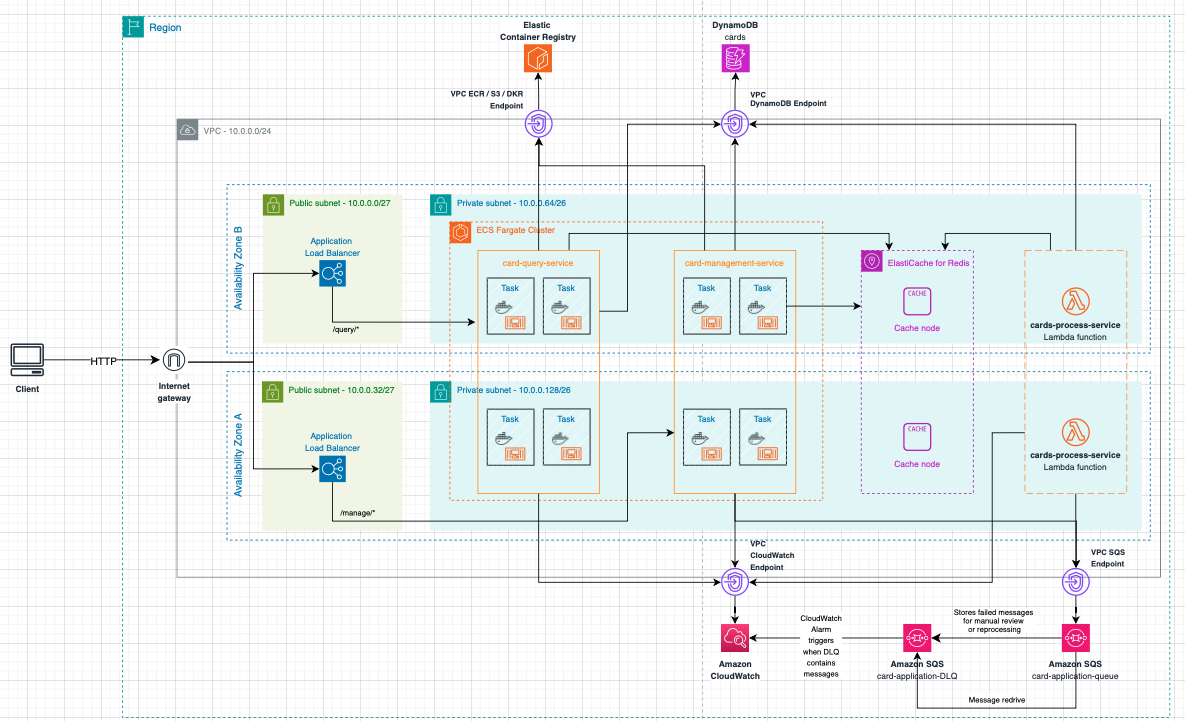 Region
Elastic
Container Registry
DynamoDB
cards
VPC ECR / S3 / DKR
Endpoint
VPC
DynamoDB Endpoint
VPC - 10.0.0.0/24
Availability Zone B
Public subnet - 10.0.0.0/27
Private subnet - 10.0.0.64/26
ECS Fargate Cluster
Application
Load Balancer
/query/*
card-query-service
Task
Task
card-management-service
Task
Task
ElastiCache for Redis
CACHE
Cache node
cards-process-service
Lambda function
Client
HTTP
Internet
gateway
Availability Zone A
Public subnet - 10.0.0.32/27
Private subnet - 10.0.0.128/26
Application
Load Balancer
/manage/*
Task
Task
Task
Task
CACHE
Cache node
cards-process-service
Lambda function
VPC
CloudWatch
Endpoint
VPC SQS
Endpoint
Amazon
CloudWatch
CloudWatch
Alarm
triggers
when DLQ
contains
messages
Amazon SQS
card-application-DLQ
Stores failed messages
for manual review
or reprocessing
Amazon SQS
card-application-queue
Message redrive